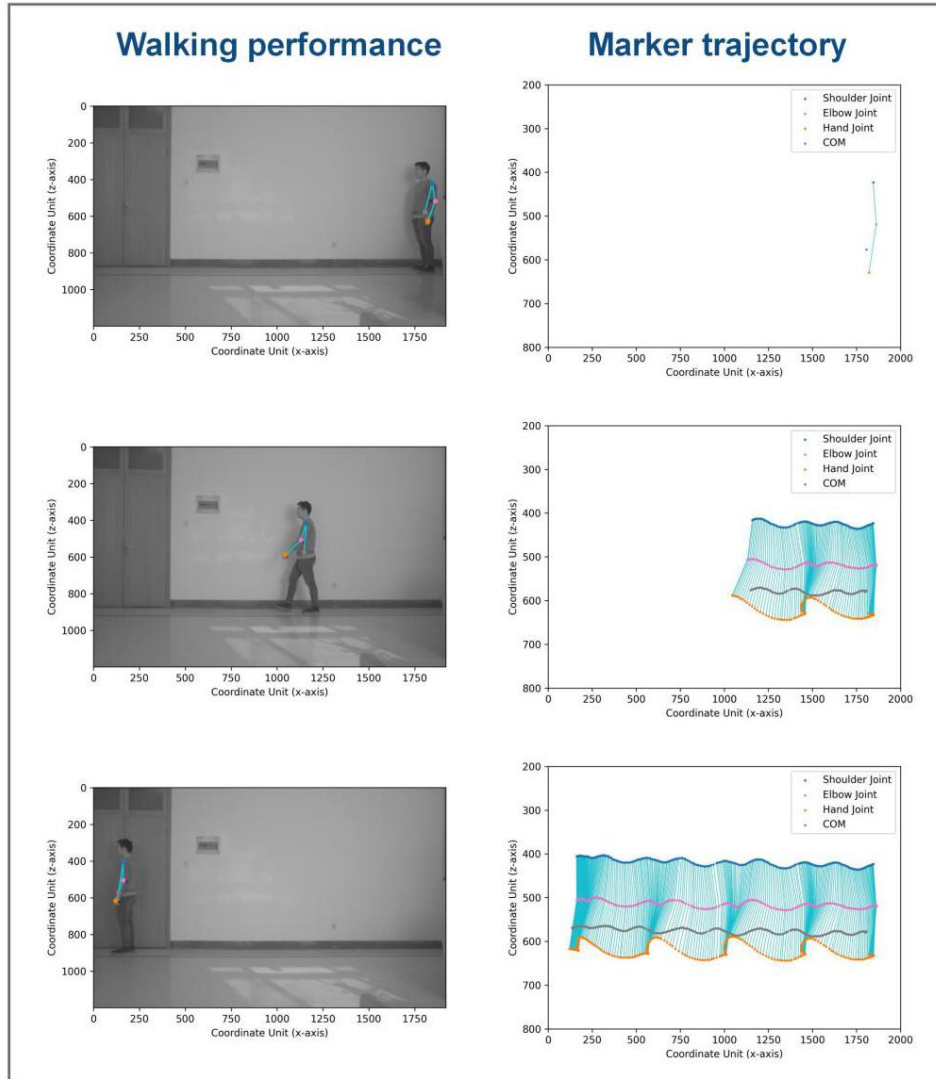 Walking performance
Marker trajectory
0
200
400
600
800
1000
Coordinate Unit (z-axis)
0 250 500 750 1000 1250 1500 1750
Coordinate Unit (x-axis)
200
300
400
500
600
700
800
Coordinate Unit (z-axis)
Shoulder Joint
Elbow Joint
Hand Joint
COM
0 250 500 750 1000 1250 1500 1750 2000
Coordinate Unit (x-axis)
0
200
400
600
800
1000
Coordinate Unit (z-axis)
0 250 500 750 1000 1250 1500 1750
Coordinate Unit (x-axis)
200
300
400
500
600
700
800
Coordinate Unit (z-axis)
Shoulder Joint
Elbow Joint
Hand Joint
COM
0 250 500 750 1000 1250 1500 1750 2000
Coordinate Unit (x-axis)
0
200
400
600
800
1000
Coordinate Unit (z-axis)
0 250 500 750 1000 1250 1500 1750
Coordinate Unit (x-axis)
200
300
400
500
600
700
800
Coordinate Unit (z-axis)
Shoulder Joint
Elbow Joint
Hand Joint
COM
0 250 500 750 1000 1250 1500 1750 2000
Coordinate Unit (x-axis)